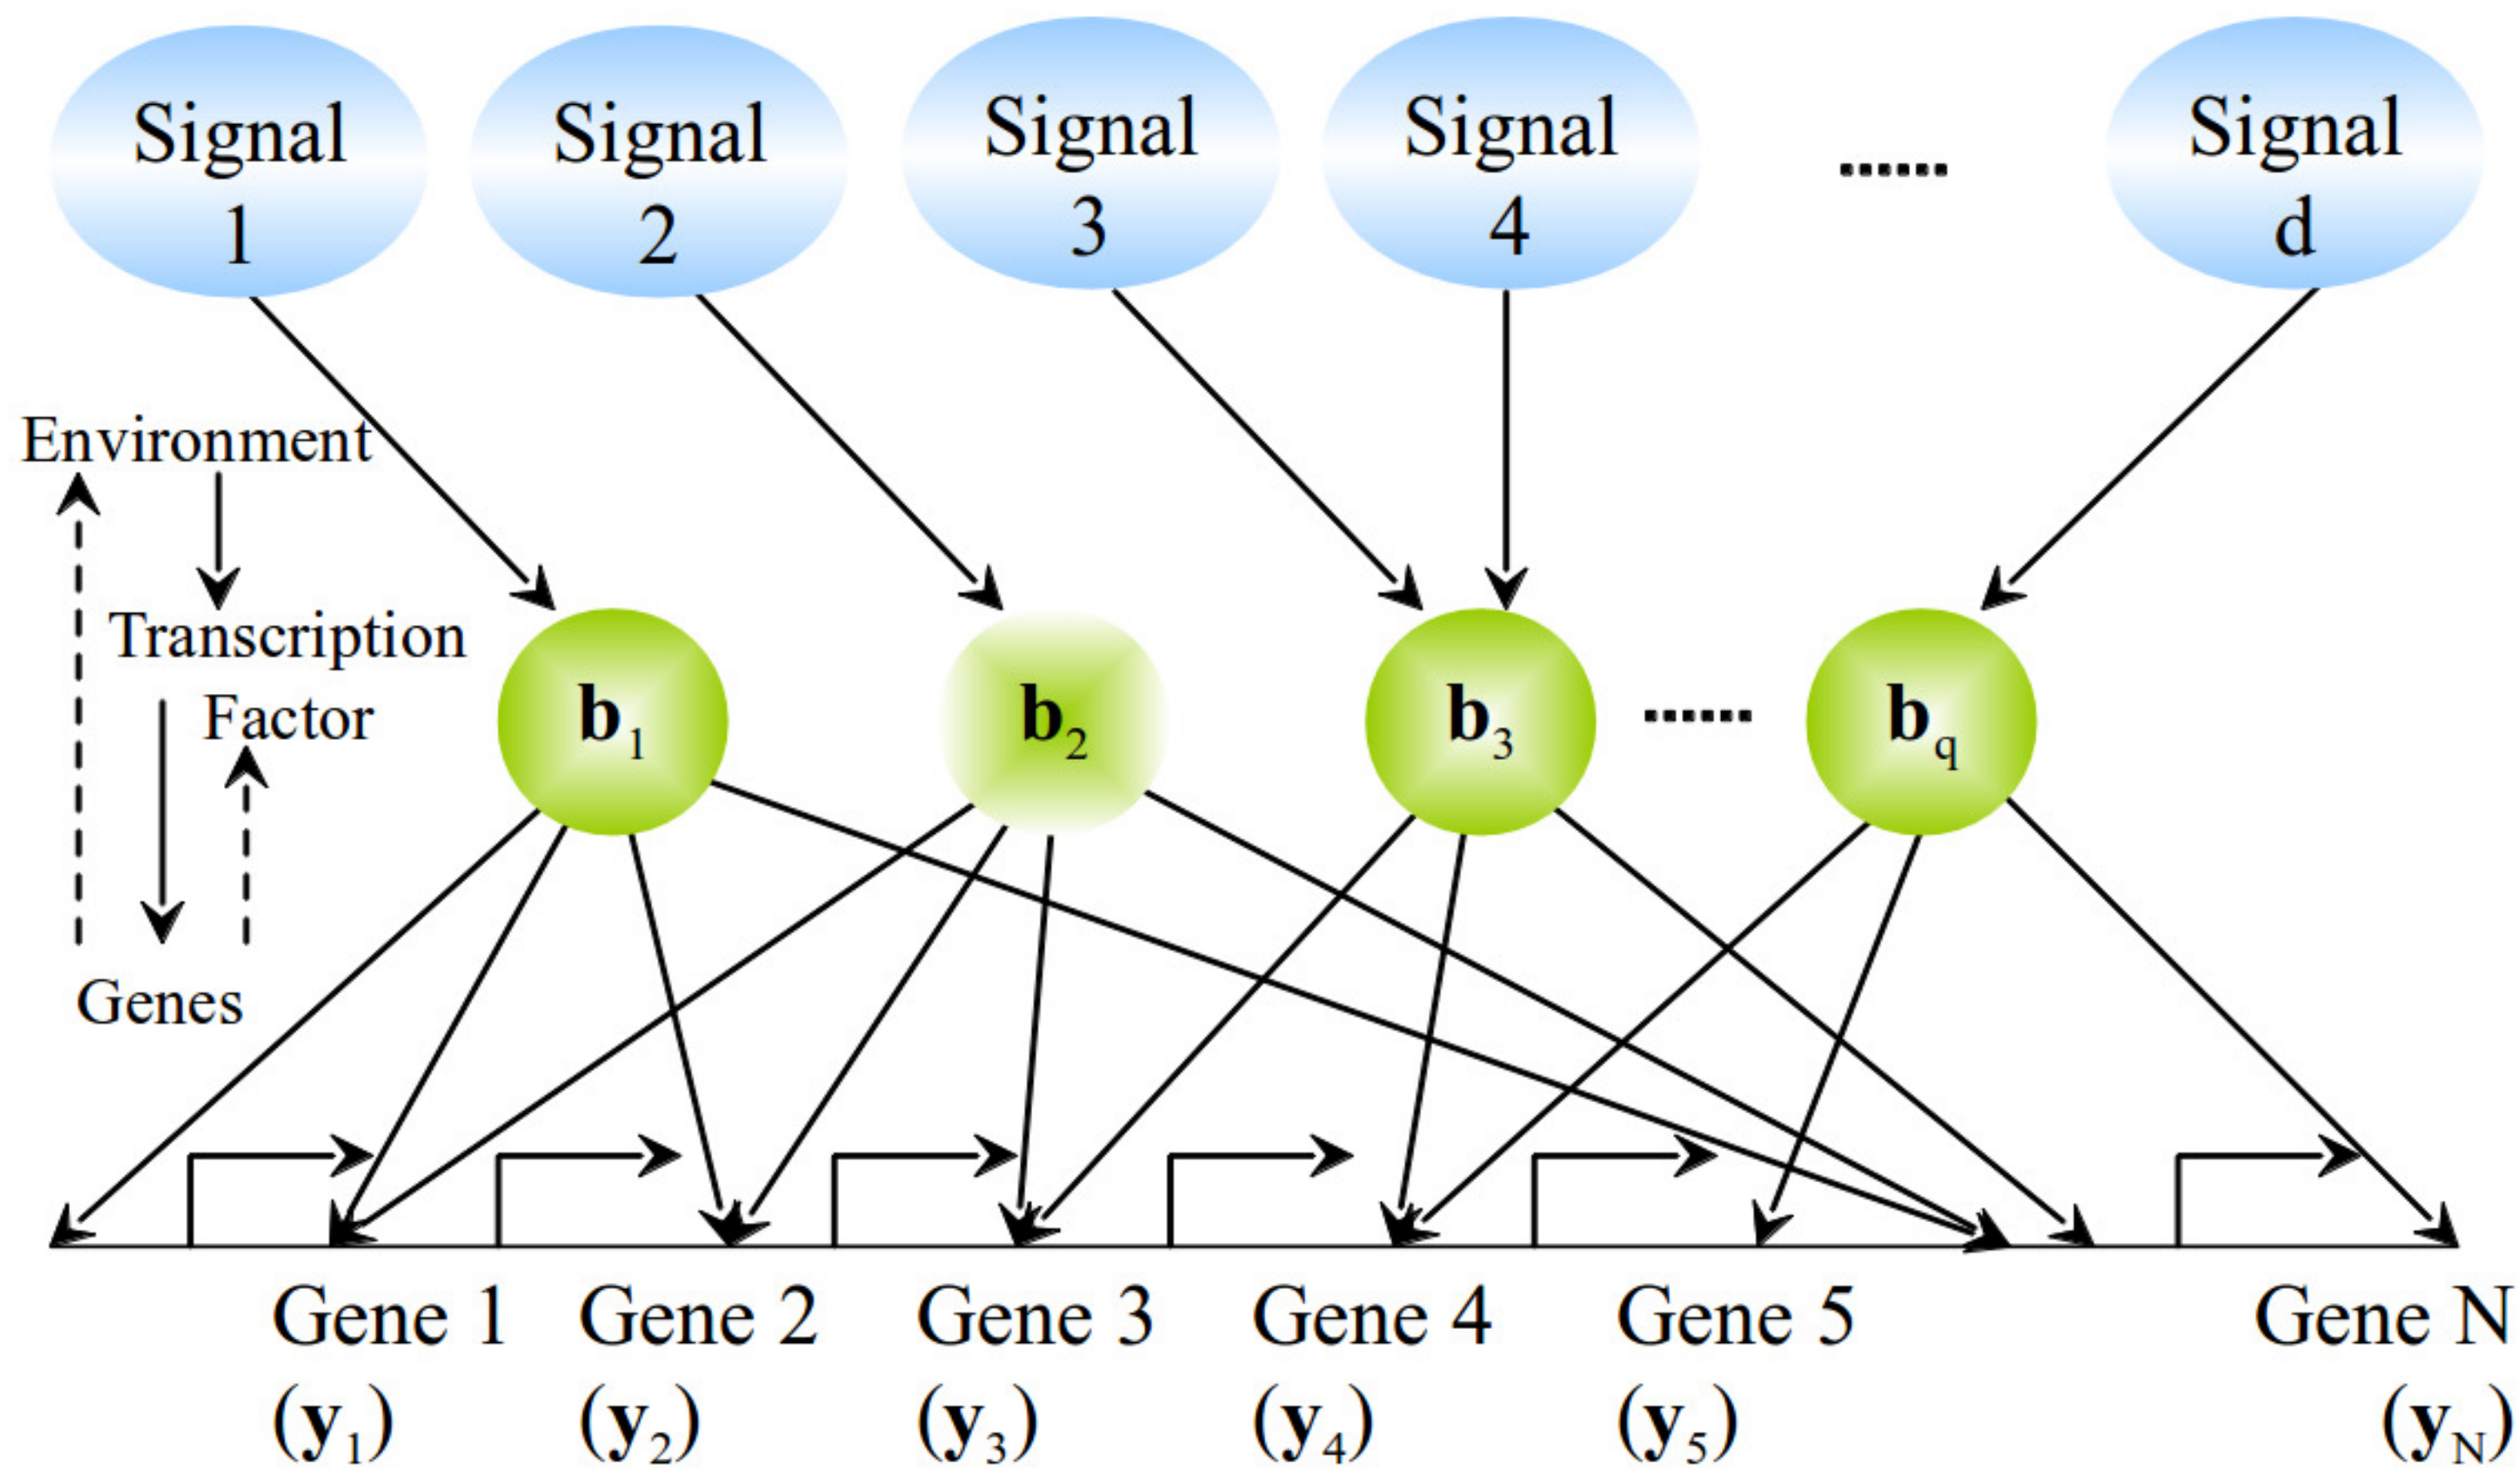 Signal
1
Signal
2
Signal
3
Signal
4
......
Signal
d
Environment
Transcription
Factor
Genes
b1
b2
b3
......
bq
Gene 1
(y1)
Gene 2
(y2)
Gene 3
(y3)
Gene 4
(y4)
Gene 5
(y5)
Gene N
(yN)